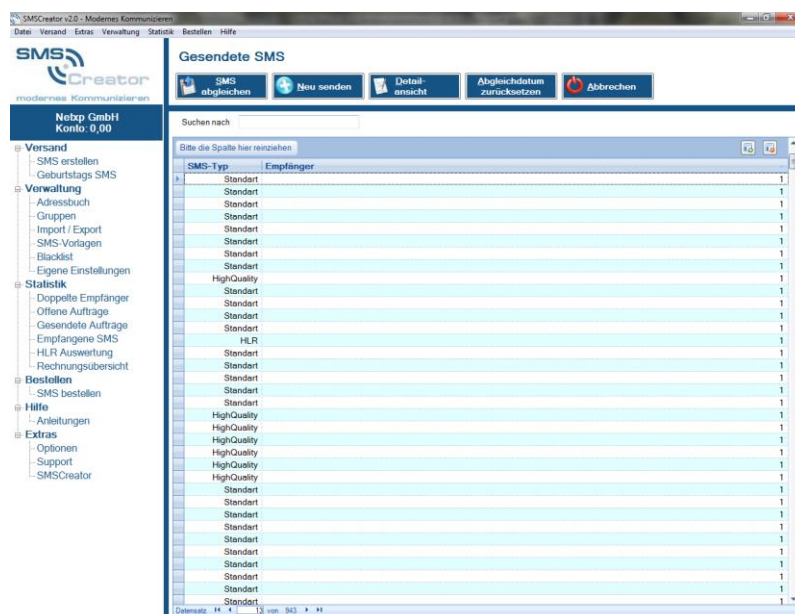 SMSCreator v2.0 - Modernes Kommunizieren
Datei Versand Extras Verwaltung Statistik Bestellen Hilfe
SMS
Creator
modernes Kommunizieren
Netxp GmbH
Konto: 0,00
Versand
SMS erstellen
Geburtstags SMS
Verwaltung
Adressbuch
Gruppen
Import / Export
SMS-Vorlagen
Blacklist
Eigene Einstellungen
Statistik
Doppelte Empfänger
Offene Aufträge
Gesendete Aufträge
Empfangene SMS
HLR Auswertung
Rechnungsübersicht
Bestellen
SMS bestellen
Hilfe
Anleitungen
Extras
Optionen
Support
SMSCreator
Gesendete SMS
SMS abgleichen
Neu senden
Detail-ansicht
Abgleichdatum zurücksetzen
Abbrechen
Suchen nach
Bitte die Spalte hier reinziehen
SMS-Typ Empfänger
Standart 1
Standart 1
Standart 1
Standart 1
Standart 1
Standart 1
Standart 1
Standart 1
HighQuality 1
Standart 1
Standart 1
Standart 1
Standart 1
HLR 1
Standart 1
Standart 1
Standart 1
Standart 1
Standart 1
HighQuality 1
HighQuality 1
HighQuality 1
HighQuality 1
HighQuality 1
HighQuality 1
Standart 1
Standart 1
Standart 1
Standart 1
Standart 1
Standart 1
Standart 1
Standart 1
Standart 1
Standart 1
Datensatz 13 von 943